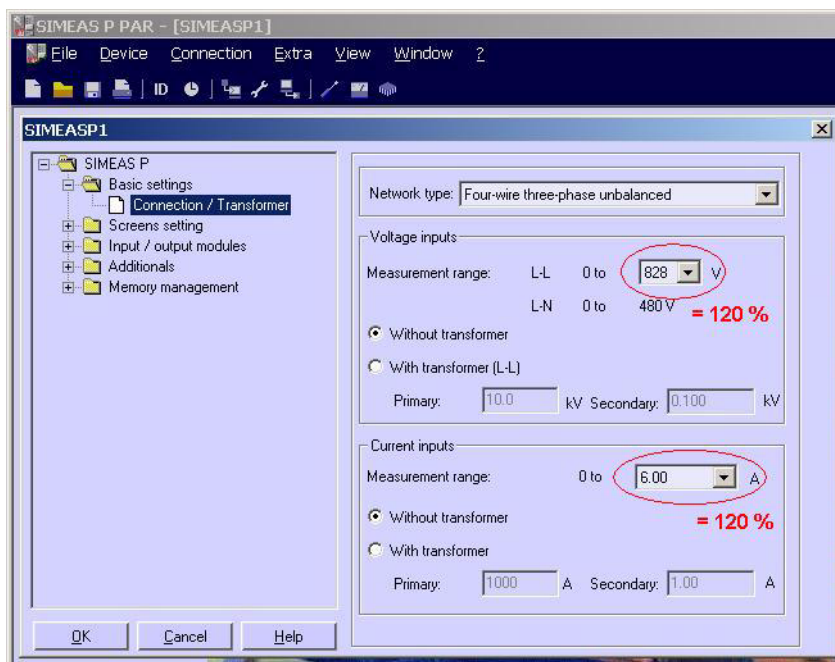 SIMEAS P PAR - [SIMEASP1]
File Device Connection Extra View Window ?
ID
SIMEASP1
SIMEAS P
Basic settings
Connection / Transformer
Screens setting
Input / output modules
Additionals
Memory management
Network type: Four-wire three-phase unbalanced
Voltage inputs
Measurement range: L-L 0 to 828 V
L-N 0 to 480 V = 120 %
Without transformer
With transformer (L-L)
Primary: 10.0 kV Secondary: 0.100 kV
Current inputs
Measurement range: 0 to 6.00 A
Without transformer = 120 %
With transformer
Primary: 1000 A Secondary: 1.00 A
OK Cancel Help